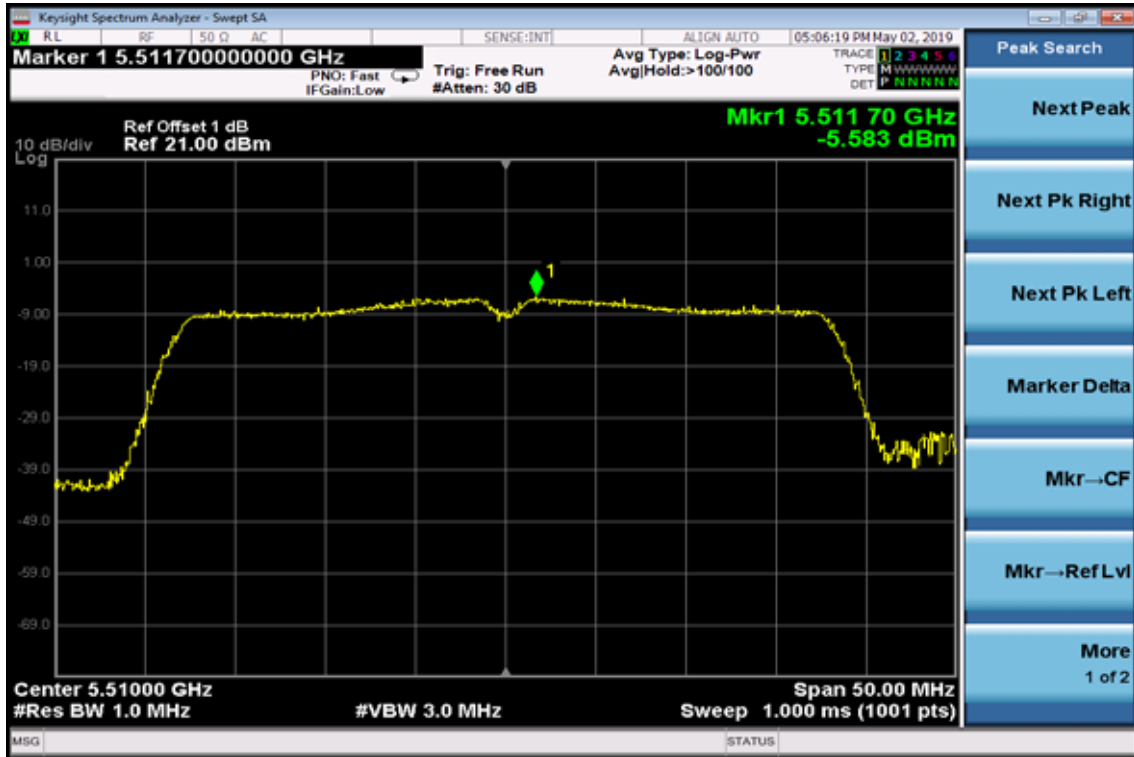 Keysight Spectrum Analyzer - Swept SA
RL RF 50 Ω AC SENSE:INT ALIGN AUTO 05:06:19 PM May 02, 2019
Marker 1 5.511700000000 GHz
PNO: Fast
IFGain:Low
Trig: Free Run
#Atten: 30 dB
Avg Type: Log-Pwr
Avg|Hold:>100/100
TRACE 1 2 3 4 5 6
TYPE M WWWWW
DET P N N N N N
Ref Offset 1 dB
10 dB/div Ref 21.00 dBm
Log
Mkr1 5.511 70 GHz
-5.583 dBm
1
11.0
1.00
-9.00
-19.0
-29.0
-39.0
-49.0
-59.0
-69.0
Center 5.51000 GHz Span 50.00 MHz
#Res BW 1.0 MHz #VBW 3.0 MHz Sweep 1.000 ms (1001 pts)
MSG STATUS
Peak Search
Next Peak
Next Pk Right
Next Pk Left
Marker Delta
Mkr→CF
Mkr→Ref Lvl
More
1 of 2